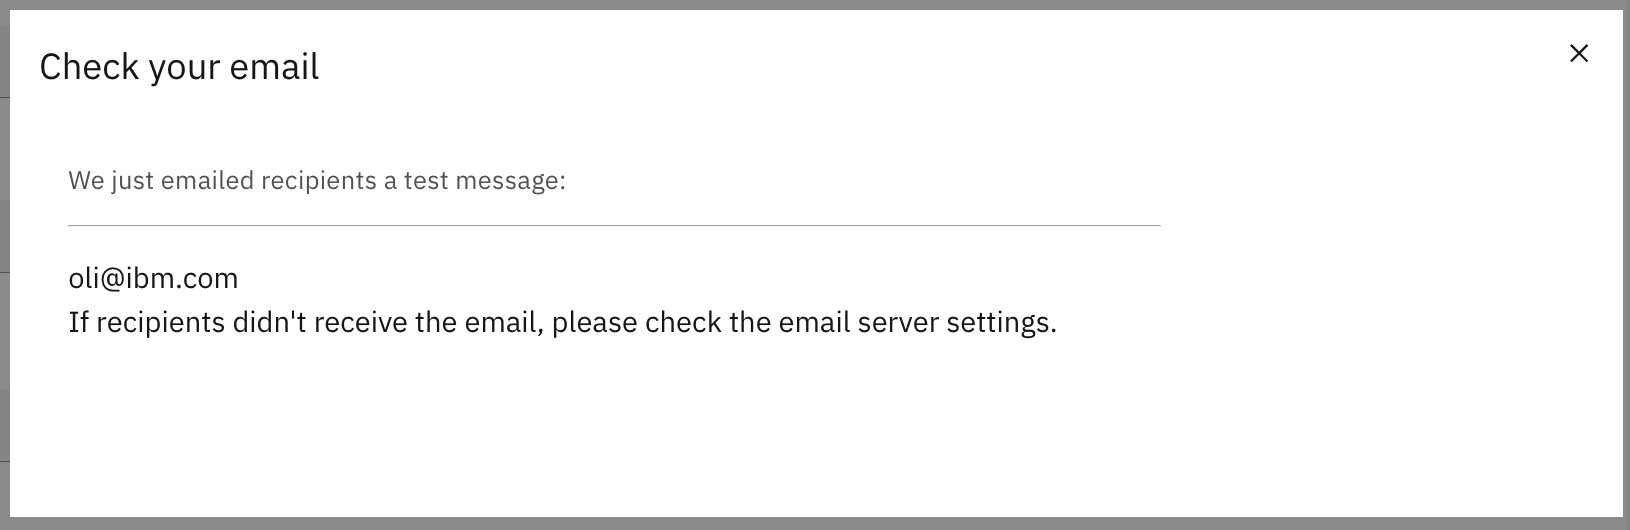 Check your email
We just emailed recipients a test message:
oli@ibm.com
If recipients didn't receive the email, please check the email server settings.